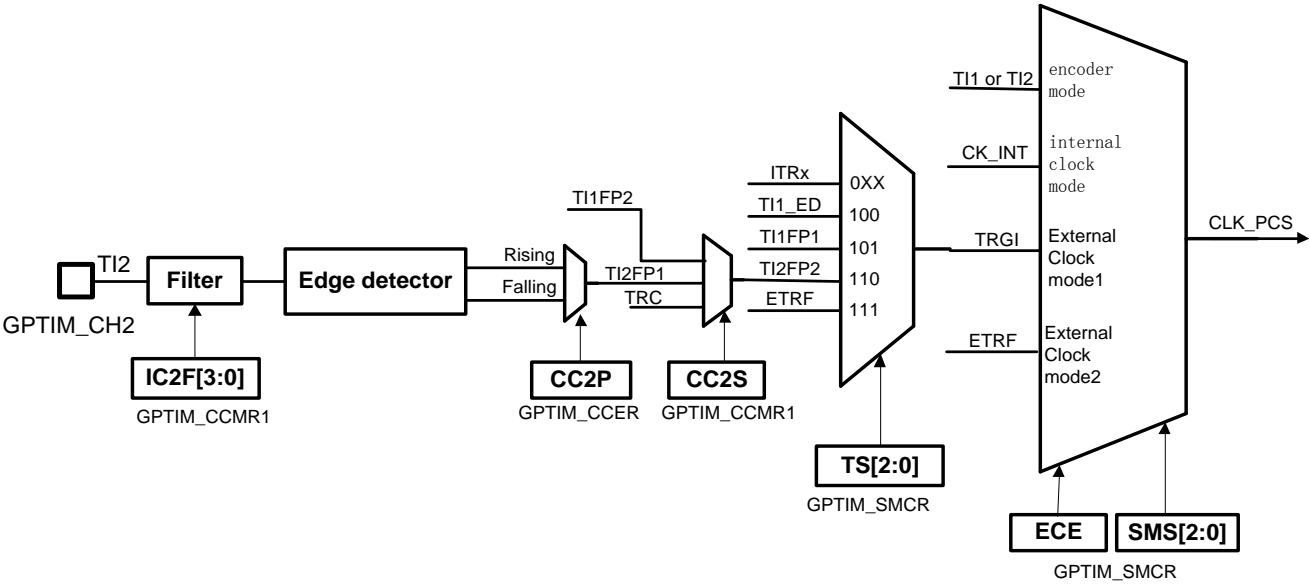 TI2
GPTIM_CH2
Filter
IC2F[3:0]
GPTIM_CCMR1
Edge detector
Rising
Falling
CC2P
GPTIM_CCER
TI1FP2
TI2FP1
TRC
CC2S
GPTIM_CCMR1
ITRx
TI1_ED
TI1FP1
TI2FP2
ETRF
0XX
100
101
110
111
TS[2:0]
GPTIM_SMCR
TI1 or TI2
CK_INT
TRGI
ETRF
encoder
mode
internal
clock
mode
External
Clock
mode1
External
Clock
mode2
ECE
SMS[2:0]
GPTIM_SMCR
CLK_PCS